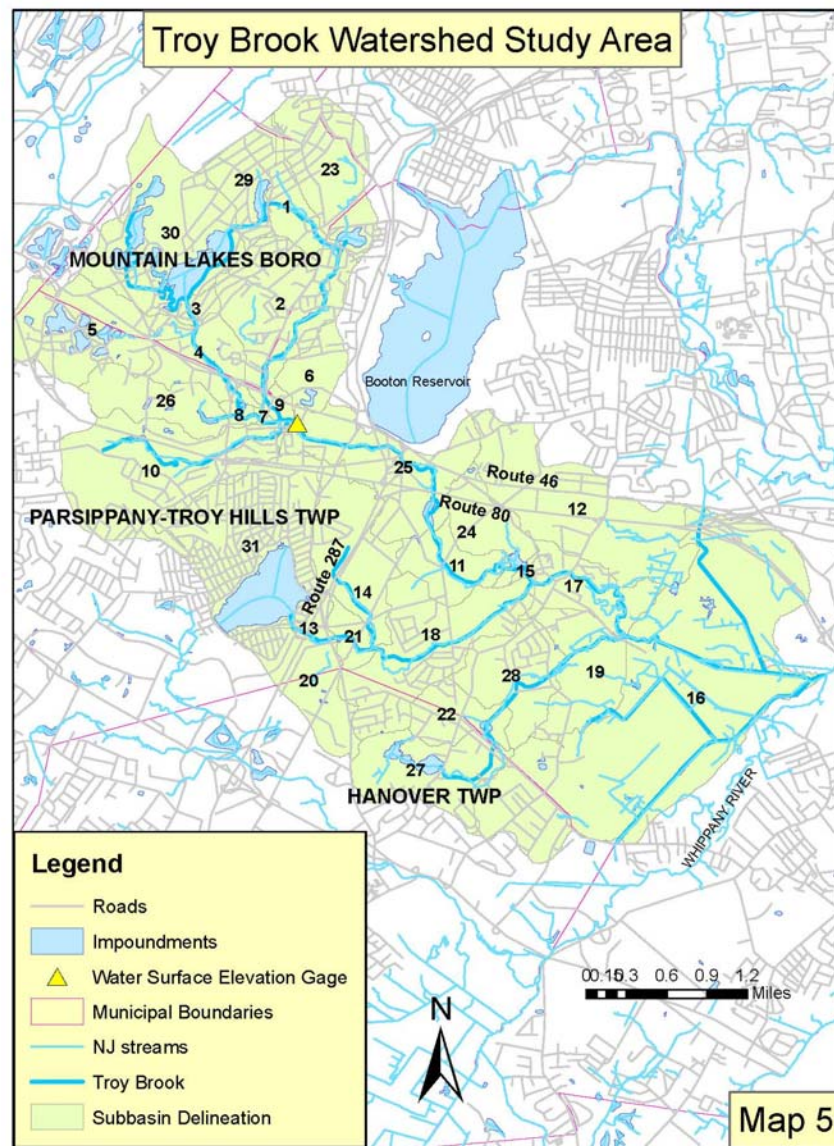 Troy Brook Watershed Study Area
23
29
1
30
MOUNTAIN LAKES BORO
3
2
5
4
6
Booton Reservoir
26
8
7
9
10
25
Route 46
Route 80
12
PARSIPPANY-TROY HILLS TWP
24
31
Route 287
11
15
17
14
13
21
18
20
28
19
16
22
27
HANOVER TWP
WHIPPANY RIVER
Legend
Roads
Impoundments
Water Surface Elevation Gage
Municipal Boundaries
NJ streams
Troy Brook
Subbasin Delineation
0 0.15 0.3 0.6 0.9 1.2
Miles
N
Map 5